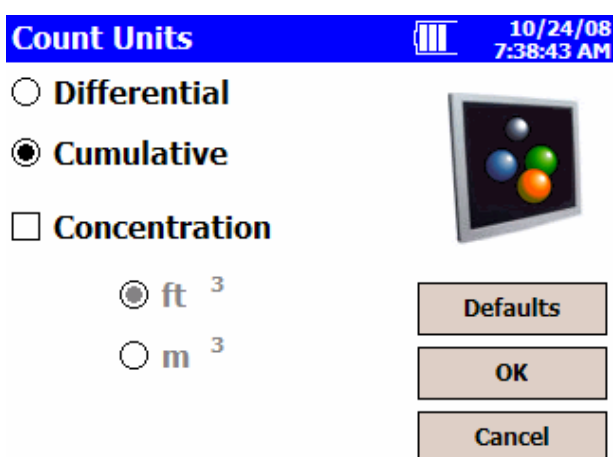 Count Units
10/24/08
7:38:43 AM
Differential
Cumulative
Concentration
ft 3
m 3
Defaults
OK
Cancel